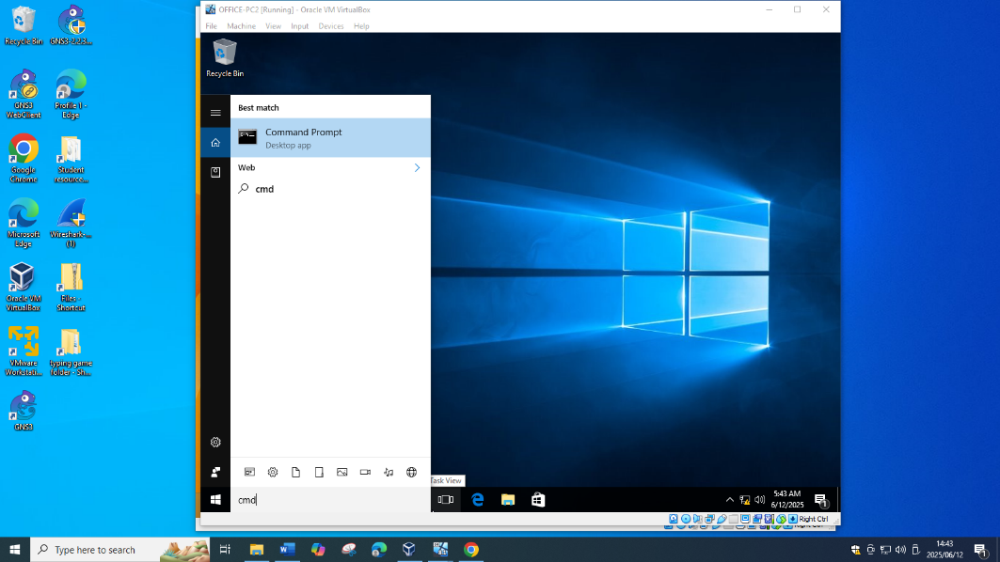 OFFICE-PC2 [Running] - Oracle VM VirtualBox
File Machine View Input Devices Help
Recycle Bin
GNS3-2.2.3...
GNS3
WebClient
Profile 1 -
Edge
Google
Chrome
Student
resource...
Microsoft
Edge
Wireshark-...
(1)
Oracle VM
VirtualBox
Files -
Shortcut
VMware
Workstati...
typing game
folder - Sh...
GNS3
Recycle Bin
Best match
Command Prompt
Desktop app
Web
cmd
Task View
cmd
5:43 AM
6/12/2025
1
Right Ctrl
Type here to search
14:43
2025/06/12
1